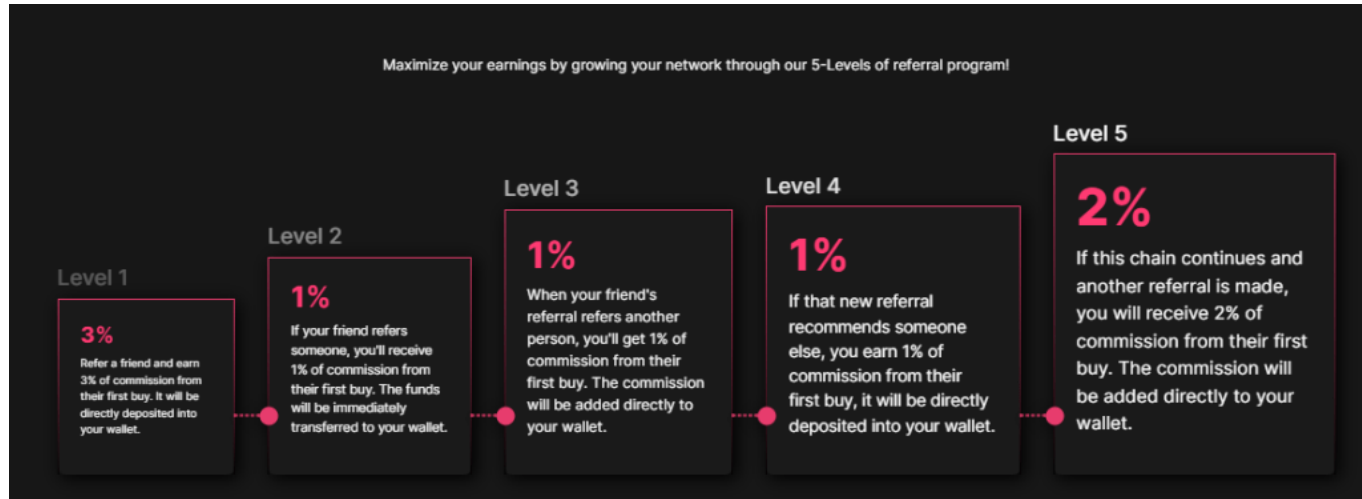 Maximize your earnings by growing your network through our 5-Levels of referral program!
Level 1
3%
Refer a friend and earn
3% of commission from
their first buy. It will be
directly deposited into
your wallet.
Level 2
1%
If your friend refers
someone, you'll receive
1% of commission from
their first buy. The funds
will be immediately
transferred to your wallet.
Level 3
1%
When your friend's
referral refers another
person, you'll get 1% of
commission from their
first buy. The commission
will be added directly to
your wallet.
Level 4
1%
If that new referral
recommends someone
else, you earn 1% of
commission from their
first buy, it will be directly
deposited into your wallet.
Level 5
2%
If this chain continues and
another referral is made,
you will receive 2% of
commission from their first
buy. The commission will
be added directly to your
wallet.